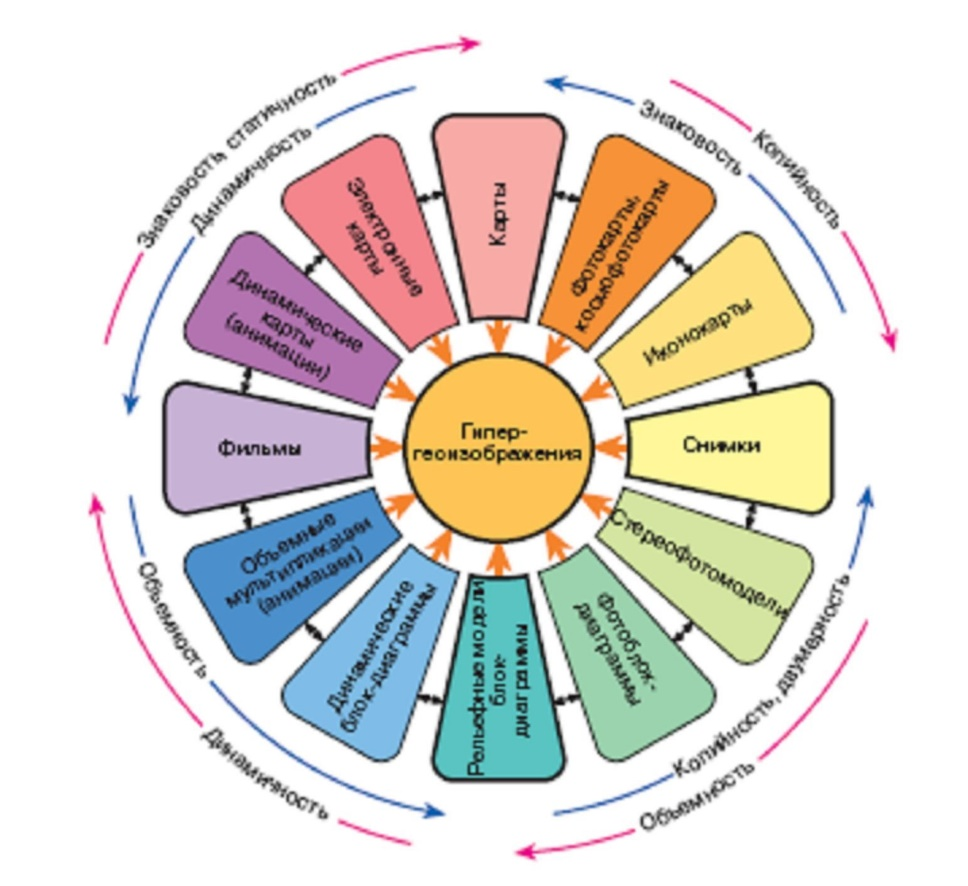 Знаковость статичность
Динамичность
Знаковость
Копийность
Карты
Фотокарты,
космофотокарты
Иконокарты
Снимки
Стереофотомодели
Фотоблок-
диаграммы
Рельефные модели
блок-
диаграммы
Динамические
блок-диаграммы
Объемные
мультипликации
(анимации)
Фильмы
Динамические
карты
(анимации)
Электронные
карты
Гипер-
геоизображения
Копийность, двумерность
Объемность
Объемность
Динамичность